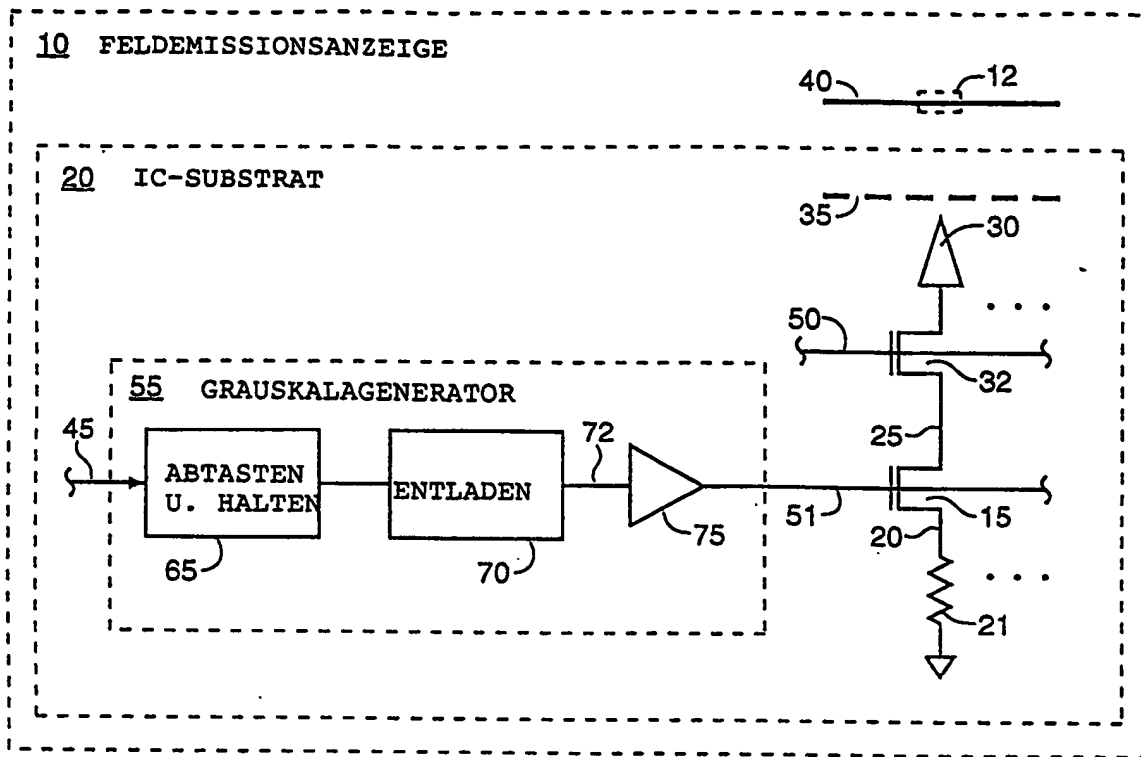 10 FELDEMISSIONSANZEIGE
40
12
20 IC-SUBSTRAT
35
30
50
32
55 GRAUSKALAGENERATOR
45
ABTASTEN
U. HALTEN
65
ENTLADEN
70
72
75
25
51
15
20
21